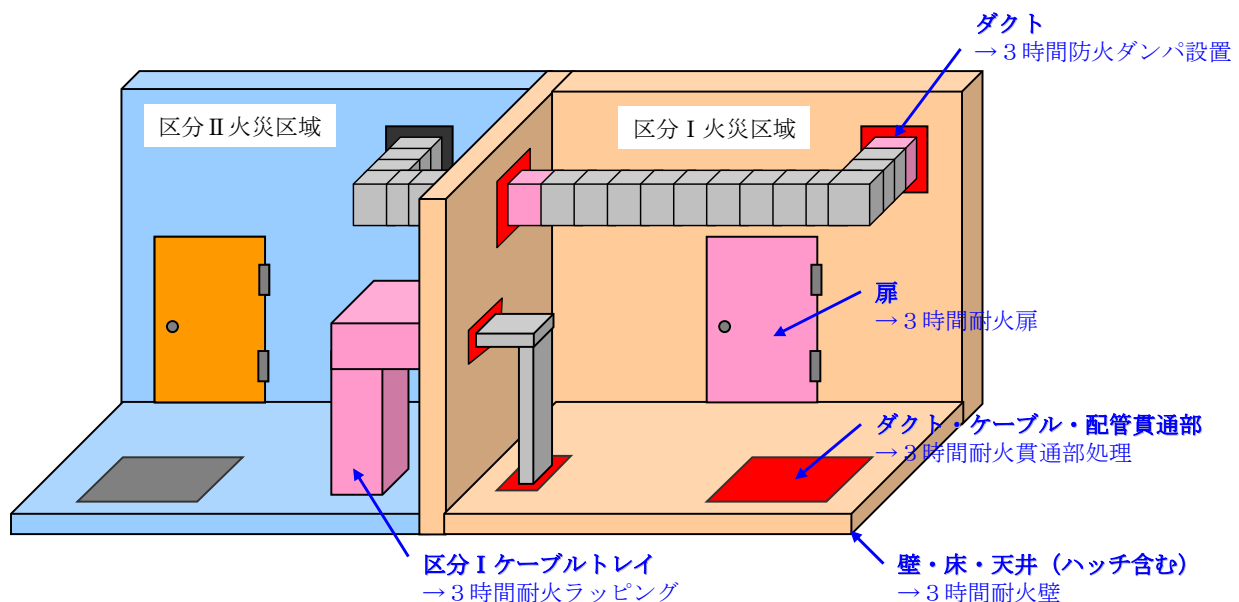 ダクト
→３時間防火ダンパ設置
区分Ⅱ火災区域
区分Ⅰ火災区域
扉
→３時間耐火扉
ダクト・ケーブル・配管貫通部
→３時間耐火貫通部処理
区分Ⅰケーブルトレイ
→３時間耐火ラッピング
壁・床・天井（ハッチ含む）
→３時間耐火壁